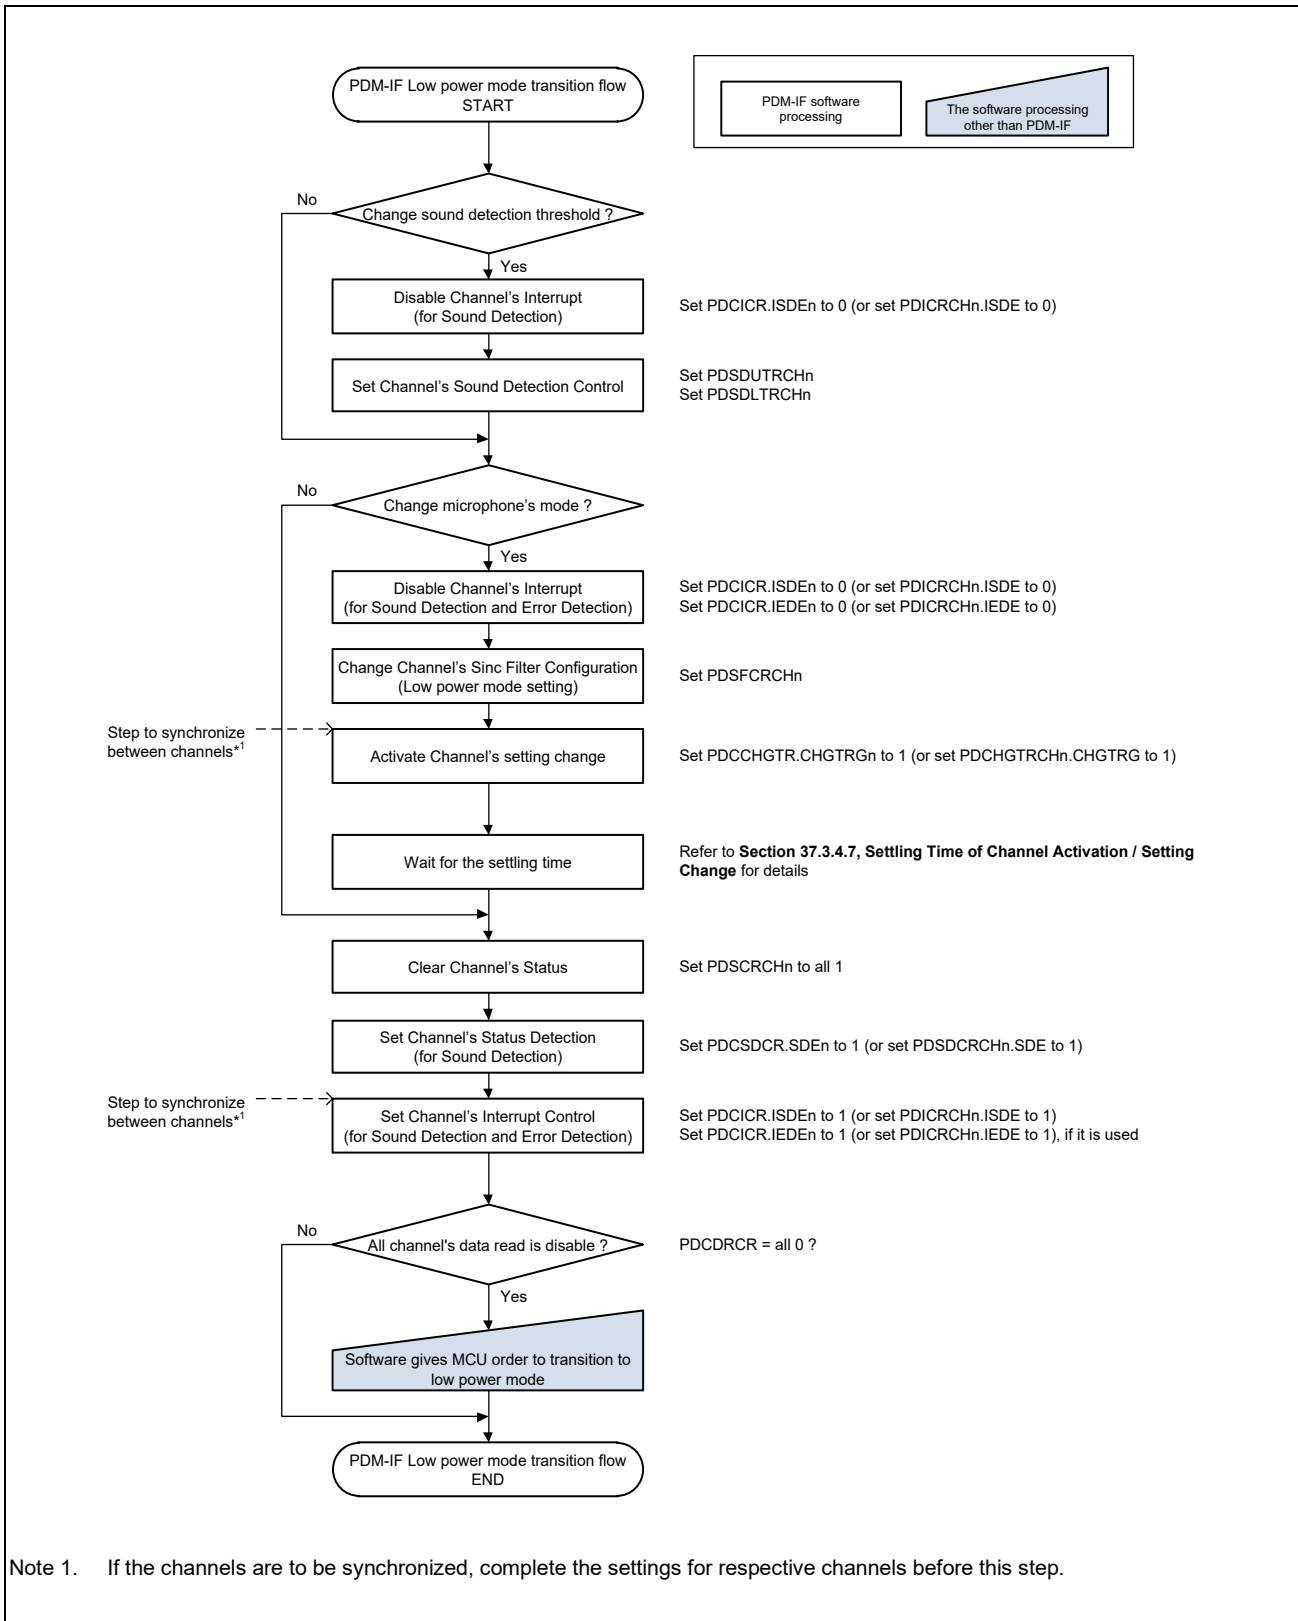 PDM-IF Low power mode transition flow
START
PDM-IF software
processing
The software processing
other than PDM-IF
No
Change sound detection threshold ?
Yes
Disable Channel's Interrupt
(for Sound Detection)
Set PDCICR.ISDEn to 0 (or set PDICRCHn.ISDE to 0)
Set Channel's Sound Detection Control
Set PDSDUTRCHn
Set PDSDLTRCHn
No
Change microphone's mode ?
Yes
Disable Channel's Interrupt
(for Sound Detection and Error Detection)
Set PDCICR.ISDEn to 0 (or set PDICRCHn.ISDE to 0)
Set PDCICR.IEDEn to 0 (or set PDICRCHn.IEDE to 0)
Change Channel's Sinc Filter Configuration
(Low power mode setting)
Set PDSFCRCHn
Step to synchronize
between channels*1
Activate Channel's setting change
Set PDCCHGTR.CHGTRGn to 1 (or set PDCHGTRCHn.CHGTRG to 1)
Wait for the settling time
Refer to Section 37.3.4.7, Settling Time of Channel Activation / Setting
Change for details
Clear Channel's Status
Set PDSCRCHn to all 1
Set Channel's Status Detection
(for Sound Detection)
Set PDCSDCR.SDEn to 1 (or set PDSDCRCHn.SDE to 1)
Step to synchronize
between channels*1
Set Channel's Interrupt Control
(for Sound Detection and Error Detection)
Set PDCICR.ISDEn to 1 (or set PDICRCHn.ISDE to 1)
Set PDCICR.IEDEn to 1 (or set PDICRCHn.IEDE to 1), if it is used
No
All channel's data read is disable ?
PDCDRCR = all 0 ?
Yes
Software gives MCU order to transition to
low power mode
PDM-IF Low power mode transition flow
END
Note 1. If the channels are to be synchronized, complete the settings for respective channels before this step.